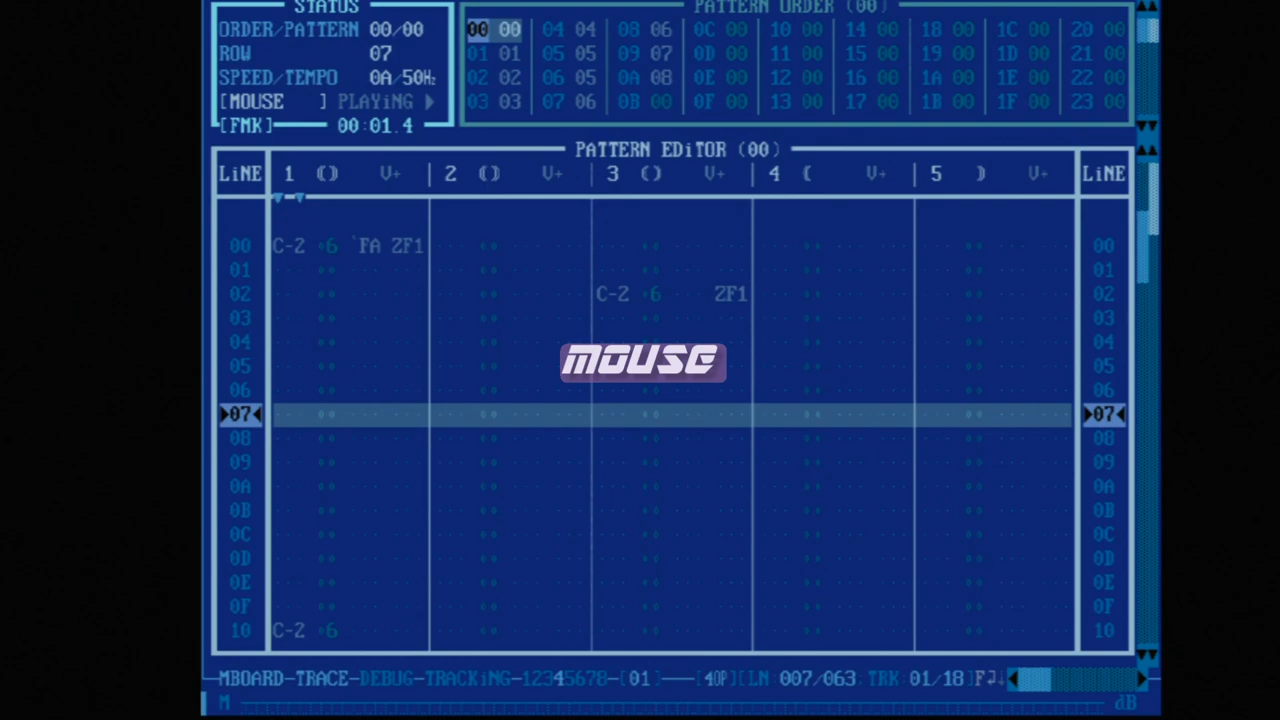 STATUS
PATTERN ORDER (00)
ORDER/PATTERN 00/00
ROW 07
SPEED/TEMPO 0A/50Hz
[MOUSE ] PLAYiNG
[FMK] 00:01.4
00 00 04 04 08 06 0C 00 10 00 14 00 18 00 1C 00 20 00
01 01 05 05 09 07 0D 00 11 00 15 00 19 00 1D 00 21 00
02 02 06 05 0A 08 0E 00 12 00 16 00 1A 00 1E 00 22 00
03 03 07 06 0B 00 0F 00 13 00 17 00 1B 00 1F 00 23 00
PATTERN EDiTOR (00)
LiNE 1 () V+ 2 () V+ 3 () V+ 4 ( V+ 5 ) V+ LiNE
00 C-2 6 `FA ZF1 00
01 01
02 C-2 6 ZF1 02
03 03
04 04
MOUSE
05 05
06 06
07 07
08 08
09 09
0A 0A
0B 0B
0C 0C
0D 0D
0E 0E
0F 0F
10 C-2 6 10
MBOARD-TRACE-DEBUG-TRACKiNG-12345678-[01]—[4OP][LN 007/063 TRK 01/18]
M dB